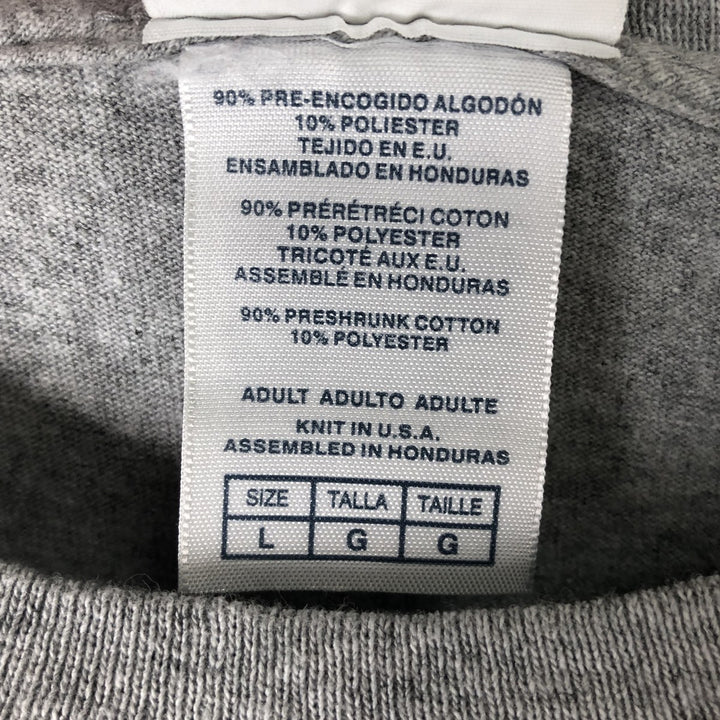 90% PRE-ENCOGIDO ALGODÓN
10% POLIESTER
TEJIDO EN E.U.
ENSAMBLADO EN HONDURAS
90% PRÉRÉTRÉCI COTON
10% POLYESTER
TRICOTÉ AUX E.U.
ASSEMBLÉ EN HONDURAS
90% PRESHRUNK COTTON
10% POLYESTER
ADULT ADULTO ADULTE
KNIT IN U.S.A.
ASSEMBLED IN HONDURAS
SIZE TALLA TAILLE
L G G